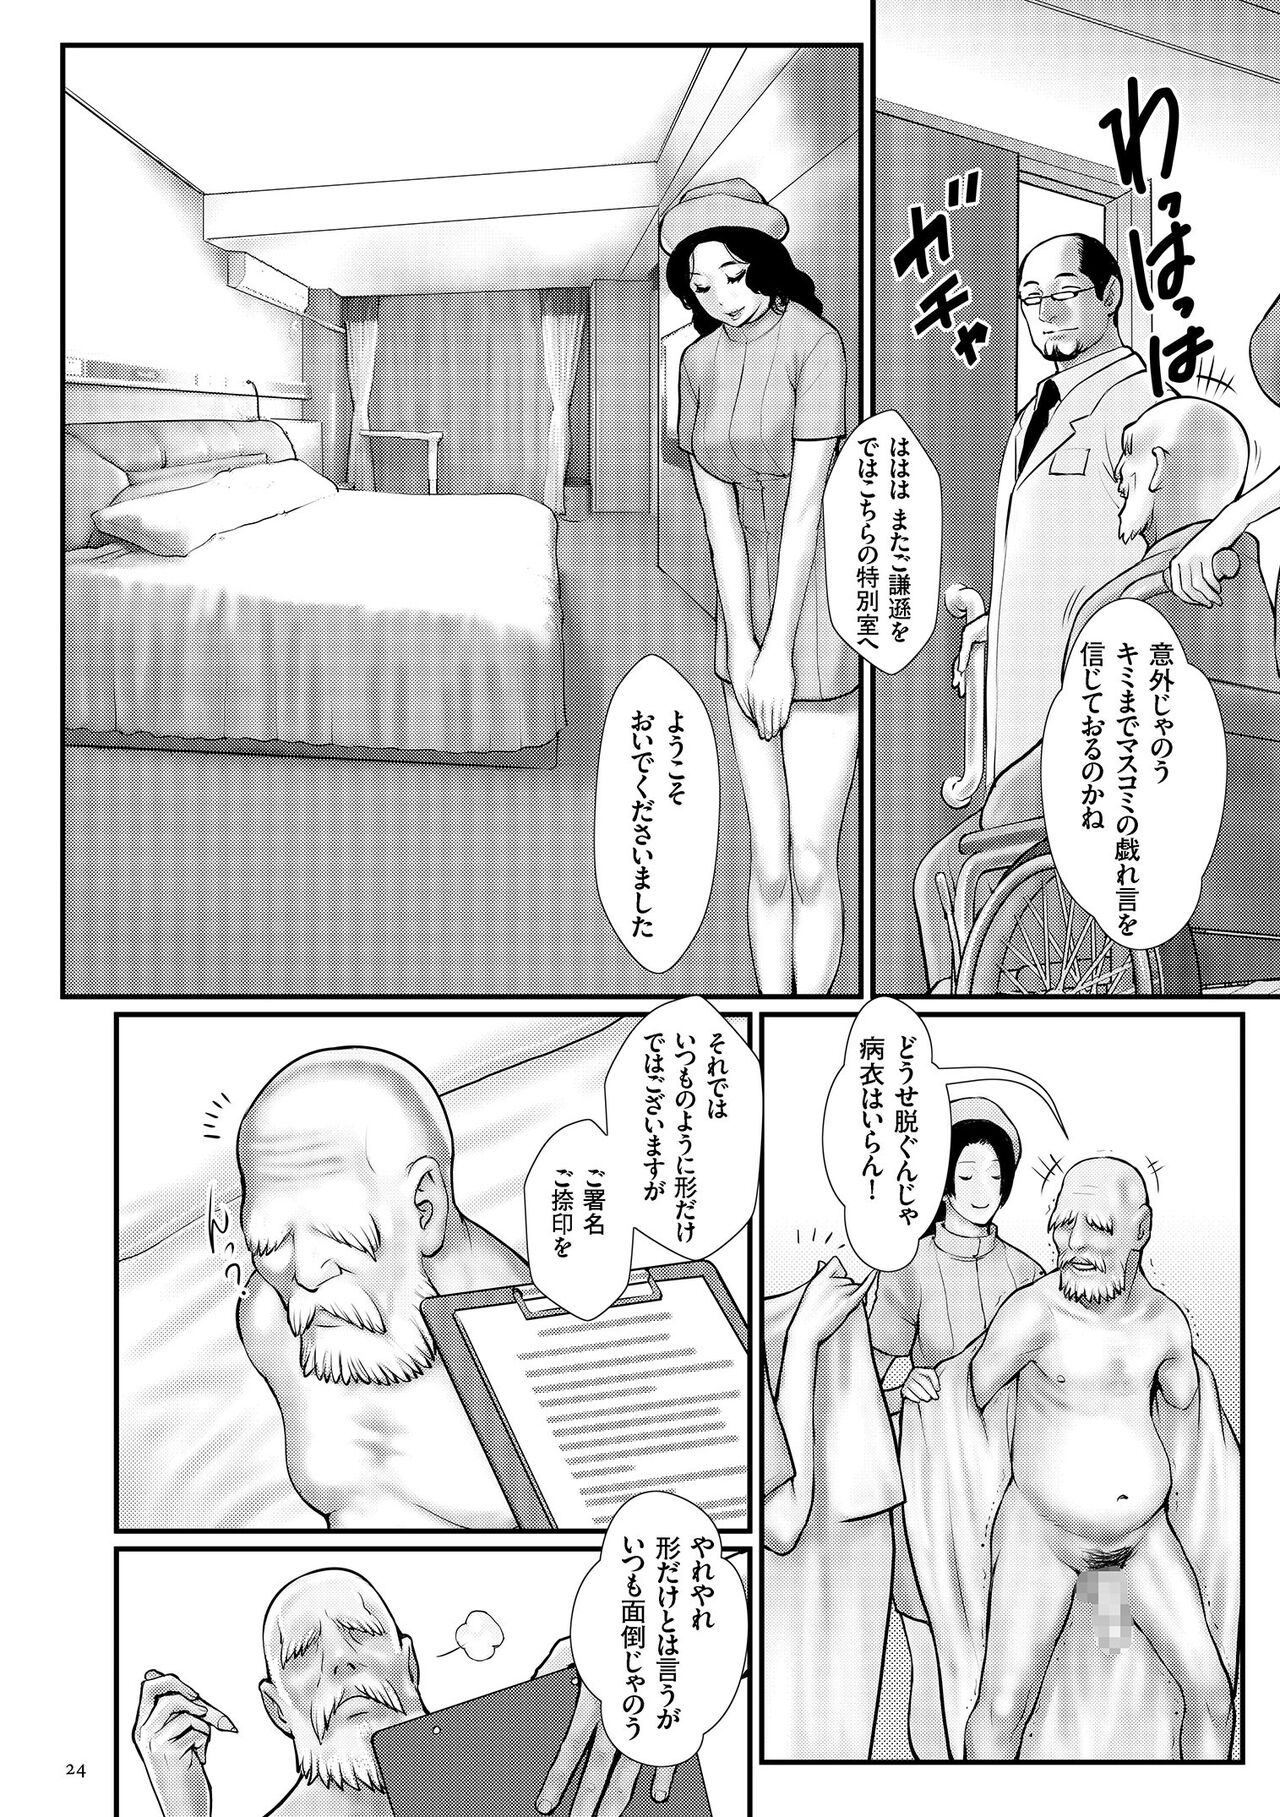 わっはっはっは
意外じゃのう
キミまでマスコミの戯れ言を
信じておるのかね
ははは またご謙遜を
ではこちらの特別室へ
ガチャ
ようこそ
おいでくださいました
どうせ脱ぐんじゃ
病衣はいらん！
それでは
いつものように形だけ
ではございますが
ご署名
ご捺印を
ん？
やれやれ
形だけとは言うが
いつも面倒じゃのう
24